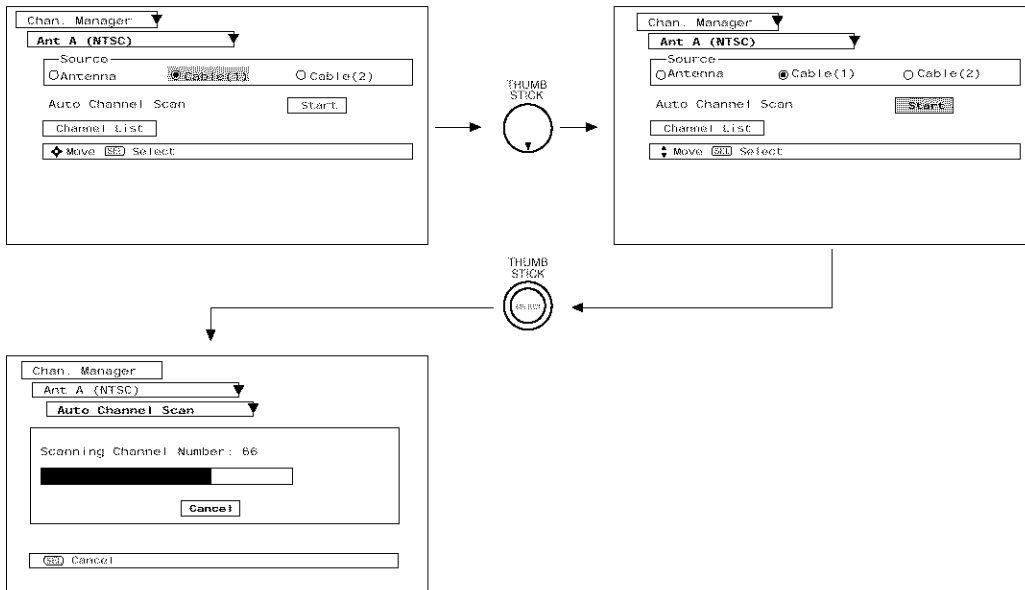 Chan. Manager
Ant A (NTSC)
Source
Antenna Cable(1) Cable(2)
Auto Channel Scan Start
Channel List
Move SEL Select
THUMB
STICK
Chan. Manager
Ant A (NTSC)
Source
Antenna Cable(1) Cable(2)
Auto Channel Scan Start
Channel List
Move SEL Select
THUMB
STICK
SELECT
Chan. Manager
Ant A (NTSC)
Auto Channel Scan
Scanning Channel Number: 66
Cancel
SEL Cancel